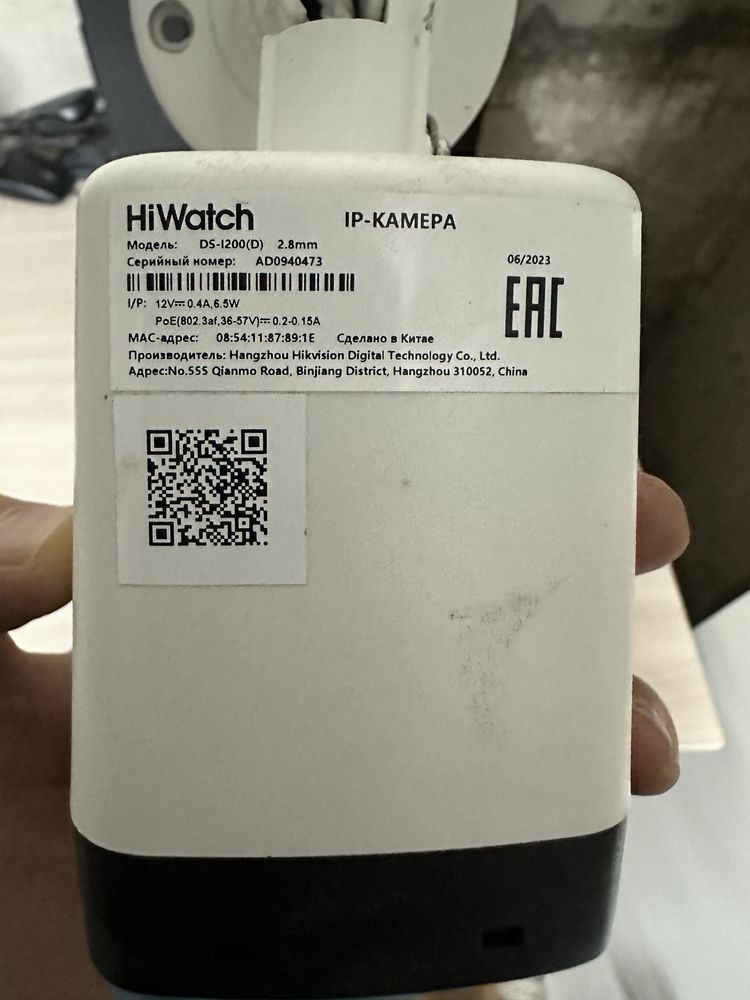 HiWatch
IP-КАМЕРА
Модель: DS-I200(D) 2.8mm
Серийный номер: AD0940473
06/2023
I/P: 12V⎓0.4A,6.5W
PoE(802.3af,36-57V)⎓0.2-0.15A
EAC
MAC-адрес: 08:54:11:87:89:1E Сделано в Китае
Производитель: Hangzhou Hikvision Digital Technology Co., Ltd.
Адрес:No.555 Qianmo Road, Binjiang District, Hangzhou 310052, China